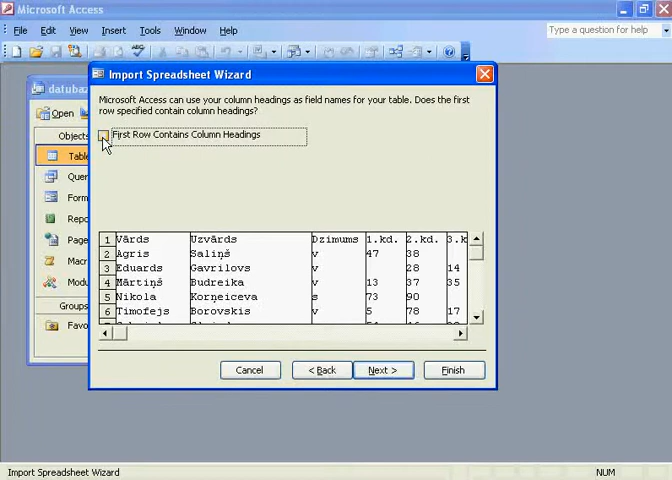 Microsoft Access
File Edit View Insert Tools Window Help
Type a question for help
Import Spreadsheet Wizard
Microsoft Access can use your column headings as field names for your table. Does the first
row specified contain column headings?
First Row Contains Column Headings
datubaz
Open
Objects
Table
Quer
Form
Repo
Page
Macr
Modu
Groups
Favo
1 Vārds Uzvārds Dzimums 1.kd. 2.kd. 3.k
2 Agris Saliņš v 47 38
3 Eduards Gavrilovs v 28 14
4 Mārtiņš Budreika v 13 37 35
5 Nikola Korņeiceva s 73 90
6 Timofejs Borovskis v 5 78 17
Cancel < Back Next > Finish
Import Spreadsheet Wizard NUM